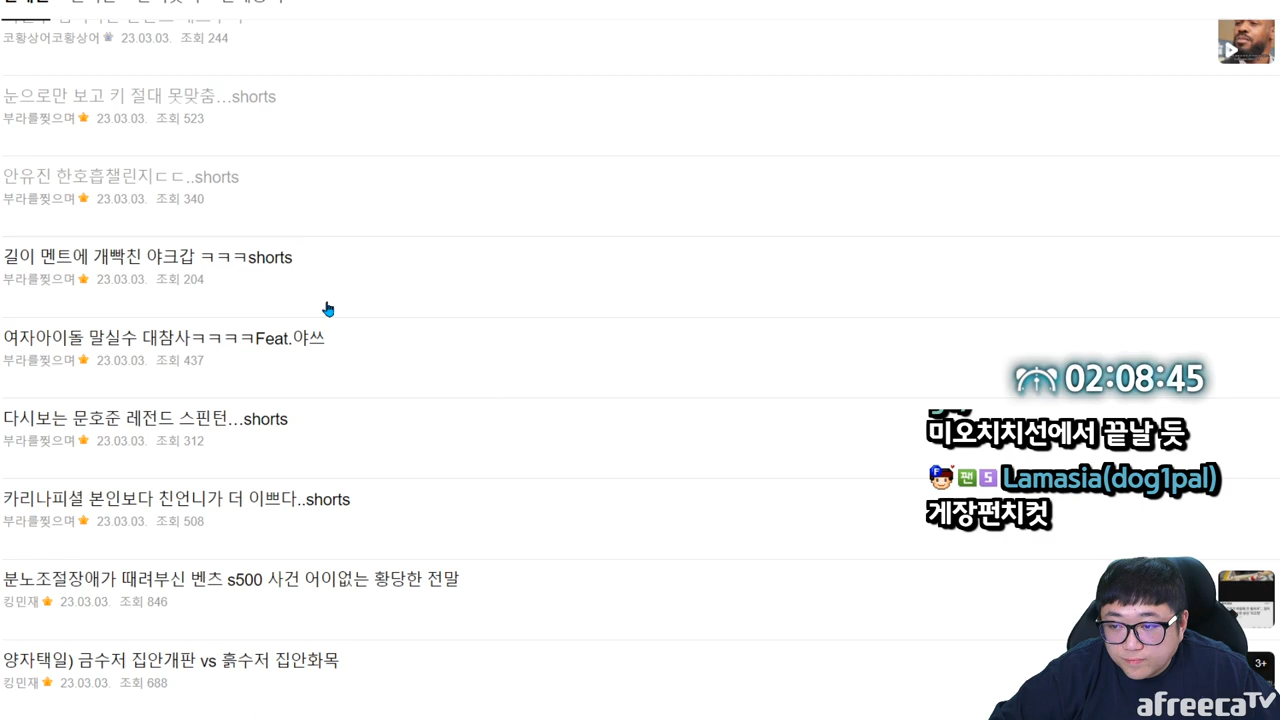 코황상어코황상어 23.03.03. 조회 244
눈으로만 보고 키 절대 못맞춤...shorts
부라를찢으며 23.03.03. 조회 523
안유진 한호흡챌린지ㄷㄷ..shorts
부라를찢으며 23.03.03. 조회 340
길이 멘트에 개빡친 야크갑 ㅋㅋㅋshorts
부라를찢으며 23.03.03. 조회 204
여자아이돌 말실수 대참사ㅋㅋㅋㅋFeat.야쓰
부라를찢으며 23.03.03. 조회 437
02:08:45
다시보는 문호준 레전드 스핀턴...shorts
부라를찢으며 23.03.03. 조회 312
미오치치선에서 끝날 듯
F 팬 5 Lamasia(dog1pal)
게장펀치컷
카리나피셜 본인보다 친언니가 더 이쁘다..shorts
부라를찢으며 23.03.03. 조회 508
분노조절장애가 때려부신 벤츠 s500 사건 어이없는 황당한 전말
킹민재 23.03.03. 조회 846
양자택일) 금수저 집안개판 vs 흙수저 집안화목
킹민재 23.03.03. 조회 688
3+
afreecaTV